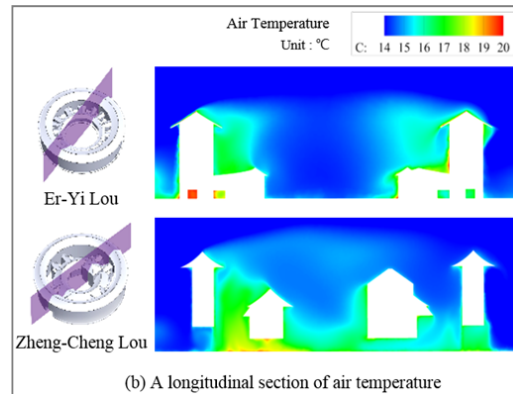 Air Temperature
Unit : ℃
C: 14 15 16 17 18 19 20
Er-Yi Lou
Zheng-Cheng Lou
(b) A longitudinal section of air temperature